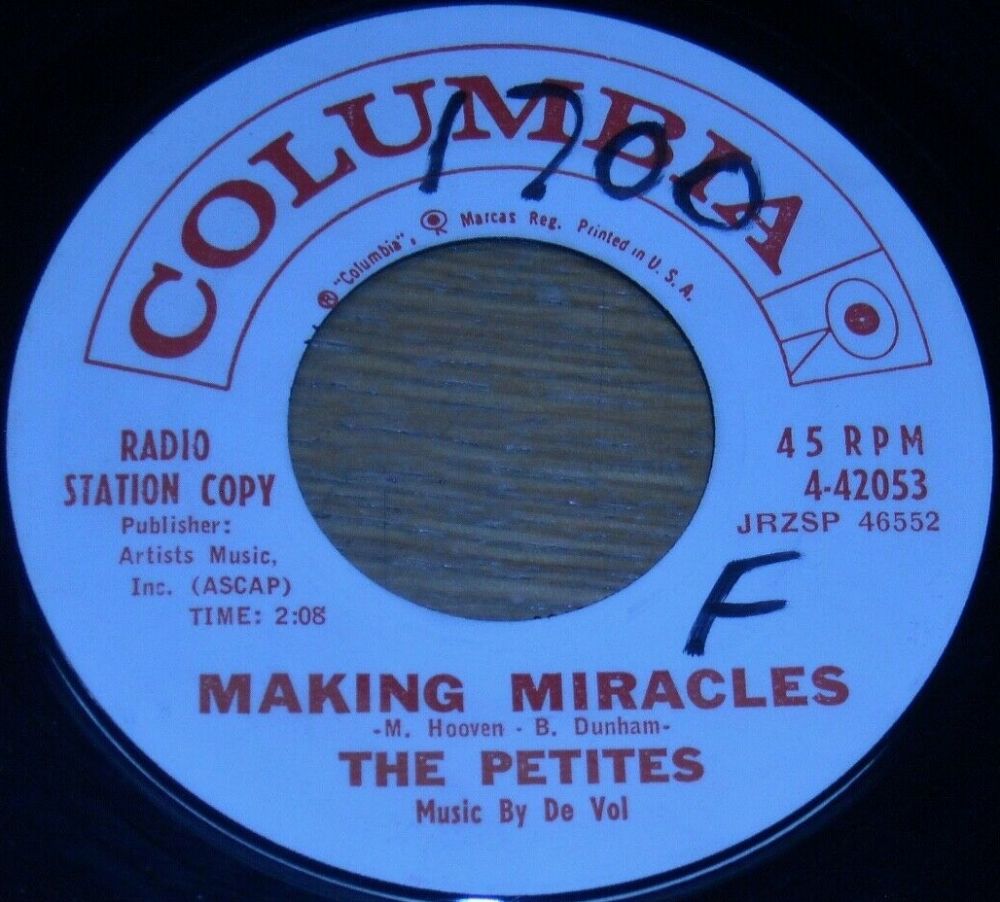 COLUMBIA
1700
® "Columbia", Marcas Reg. Printed in U. S. A.
RADIO
STATION COPY
Publisher:
Artists Music,
Inc. (ASCAP)
TIME: 2:08
45 RPM
4-42053
JRZSP 46552
F
MAKING MIRACLES
-M. Hooven - B. Dunham-
THE PETITES
Music By De Vol